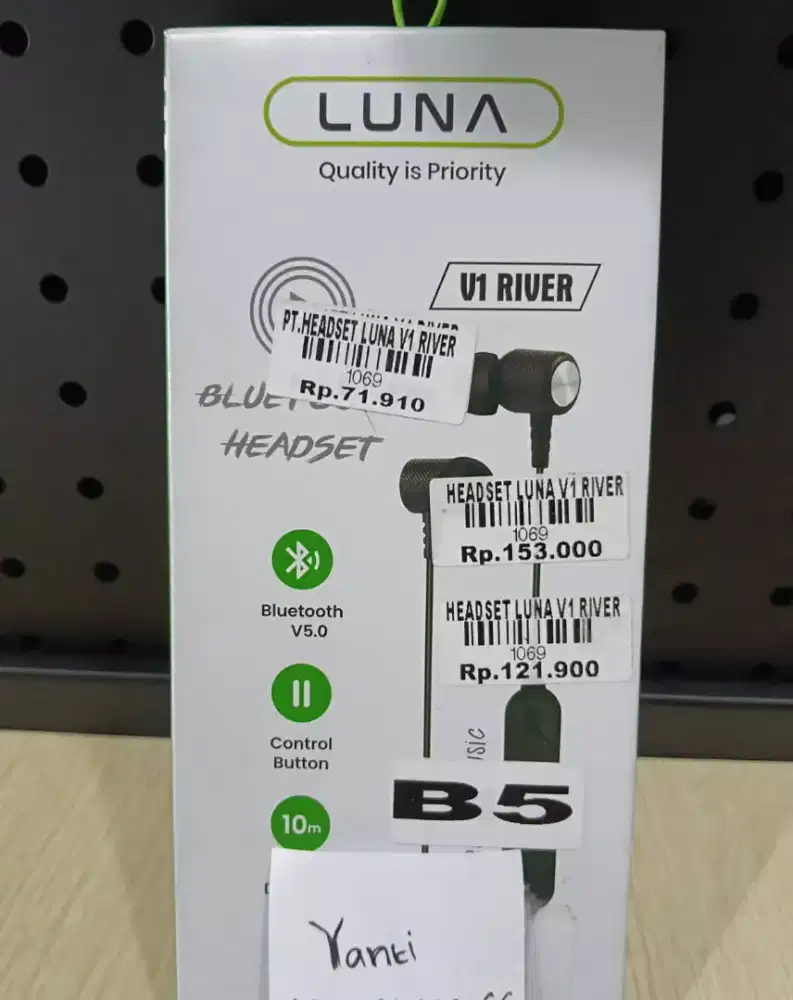 LUNA
Quality is Priority
V1 RIVER
PT.HEADSET LUNA V1 RIVER
1069
Rp.71.910
HEADSET
HEADSET LUNA V1 RIVER
1069
Rp.153.000
Bluetooth
V5.0
HEADSET LUNA V1 RIVER
1069
Rp.121.900
Control
Button
B5
10m
Yanti